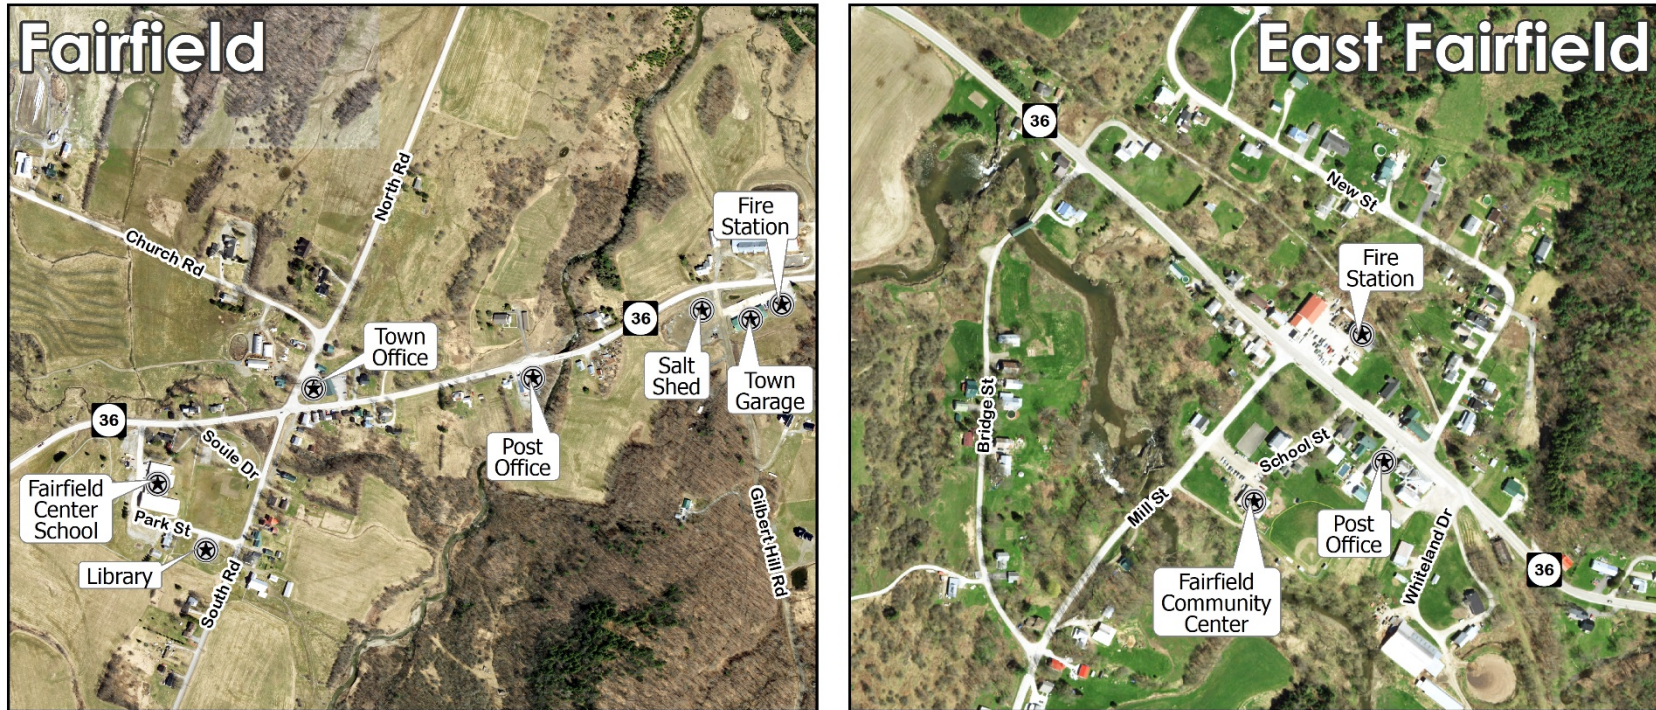 Fairfield
North Rd
Church Rd
Fire
Station
36
Town
Office
Salt
Shed
Town
Garage
36
Soule Dr
Post
Office
Fairfield
Center
School
Park St
Library
South Rd
Gilbert Hill Rd
East Fairfield
36
New St
Fire
Station
Bridge St
School St
Mill St
Post
Office
Whiteland Dr
36
Fairfield
Community
Center